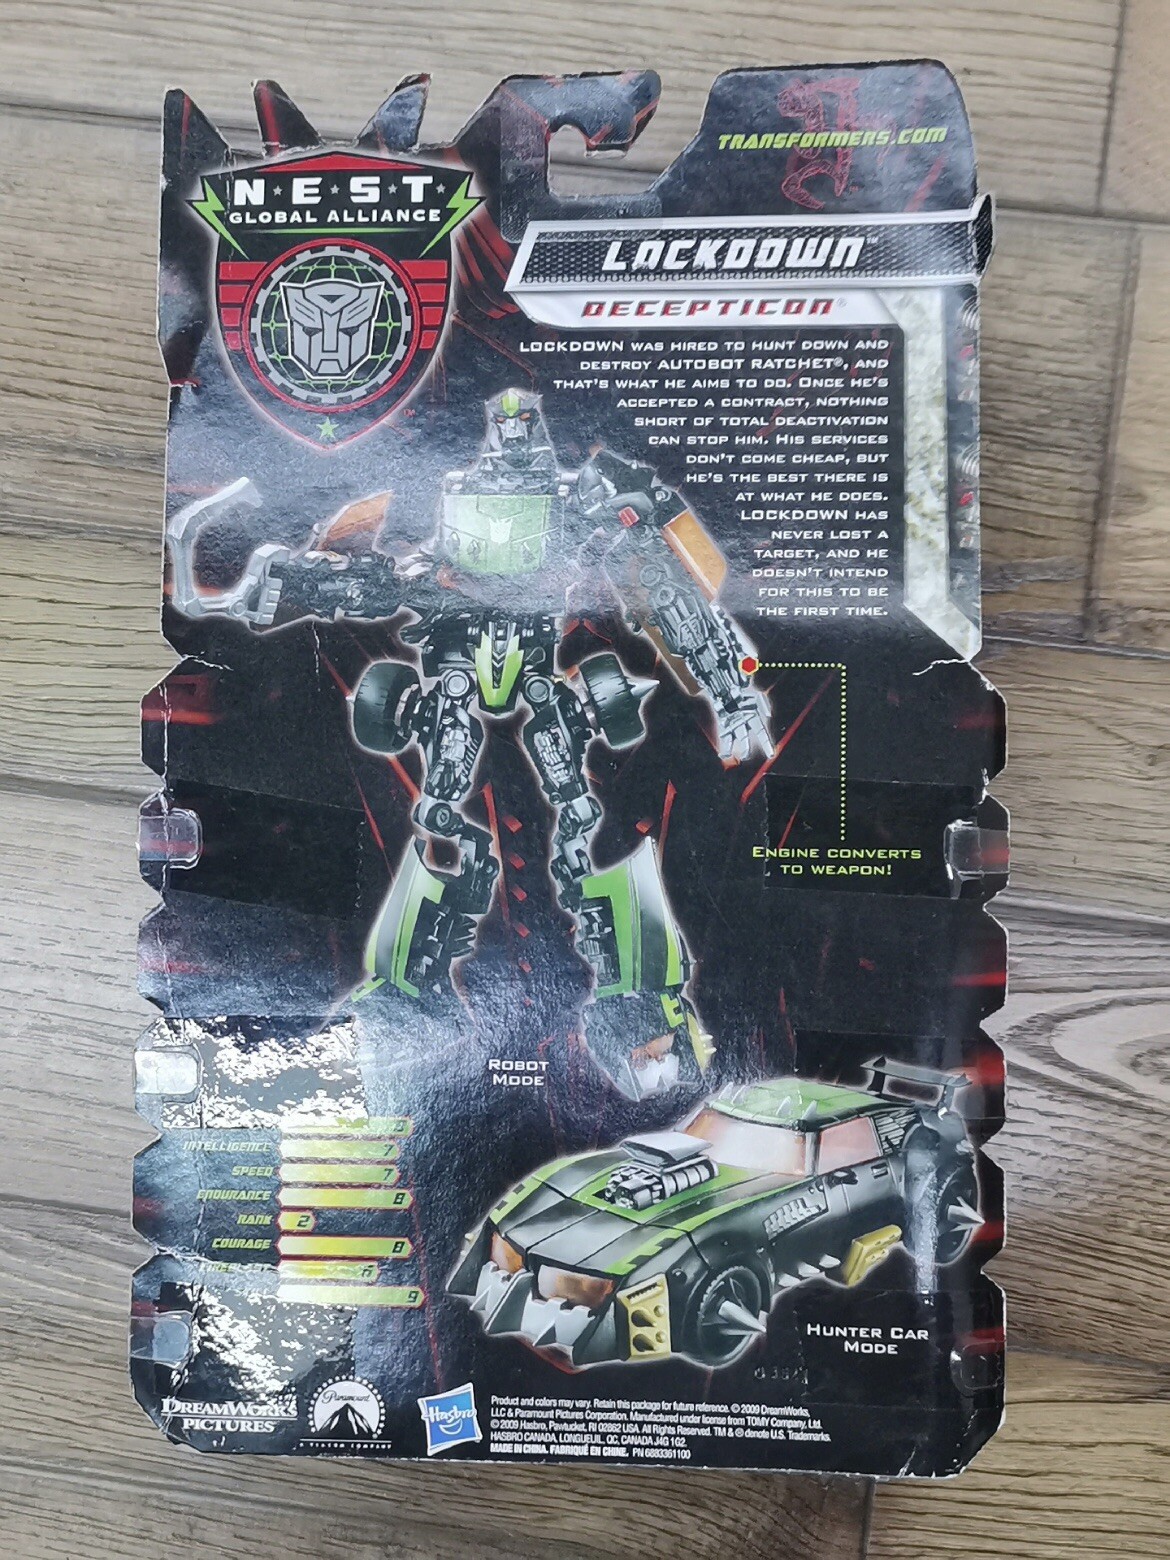 TRANSFORMERS.COM
N·E·S·T·
GLOBAL ALLIANCE
LOCKDOWN™
DECEPTICON®
LOCKDOWN WAS HIRED TO HUNT DOWN AND
DESTROY AUTOBOT RATCHET®, AND
THAT'S WHAT HE AIMS TO DO. ONCE HE'S
ACCEPTED A CONTRACT, NOTHING
SHORT OF TOTAL DEACTIVATION
CAN STOP HIM. HIS SERVICES
DON'T COME CHEAP, BUT
HE'S THE BEST THERE IS
AT WHAT HE DOES.
LOCKDOWN HAS
NEVER LOST A
TARGET, AND HE
DOESN'T INTEND
FOR THIS TO BE
THE FIRST TIME.
ENGINE CONVERTS
TO WEAPON!
ROBOT
MODE
INTELLIGENCE 7
SPEED 7
ENDURANCE 8
RANK 2
COURAGE 8
6
9
HUNTER CAR
MODE
DREAMWORKS
PICTURES
Paramount
A VIACOM COMPANY
Hasbro
Product and colors may vary. Retain this package for future reference. © 2009 DreamWorks,
LLC & Paramount Pictures Corporation. Manufactured under license from TOMY Company, Ltd.
© 2009 Hasbro, Pawtucket, RI 02862 USA. All Rights Reserved. TM & ® denote U.S. Trademarks.
HASBRO CANADA, LONGUEUIL, QC, CANADA J4G 1G2.
MADE IN CHINA. FABRIQUÉ EN CHINE. PN 6883361100